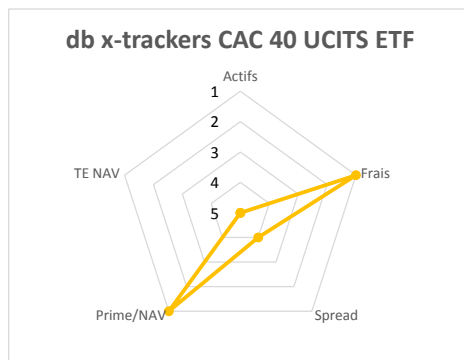 db x-trackers CAC 40 UCITS ETF
Actifs
1
2
3
4
5
TE NAV
Frais
Prime/NAV
Spread